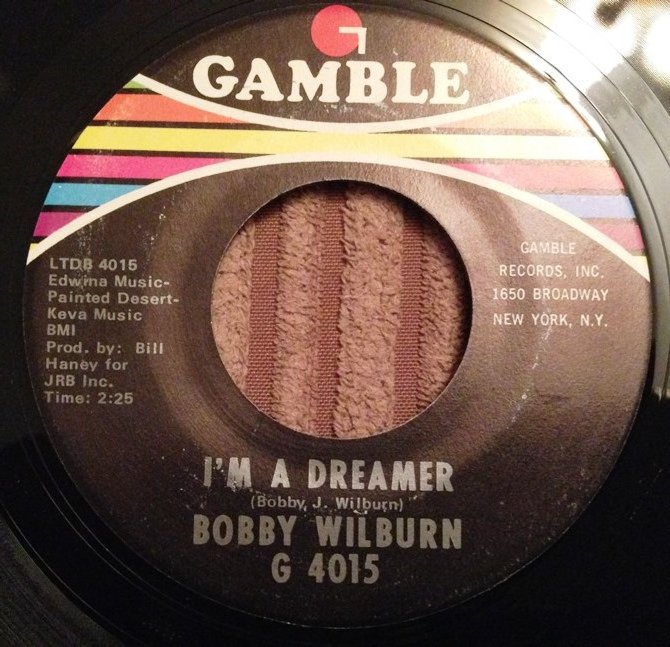 GAMBLE
LTDB 4015
Edwina Music-
Painted Desert-
Keva Music
BMI
Prod. by: Bill
Haney for
JRB Inc.
Time: 2:25
GAMBLE
RECORDS, INC.
1650 BROADWAY
NEW YORK, N.Y.
I'M A DREAMER
(Bobby J. Wilburn)
BOBBY WILBURN
G 4015